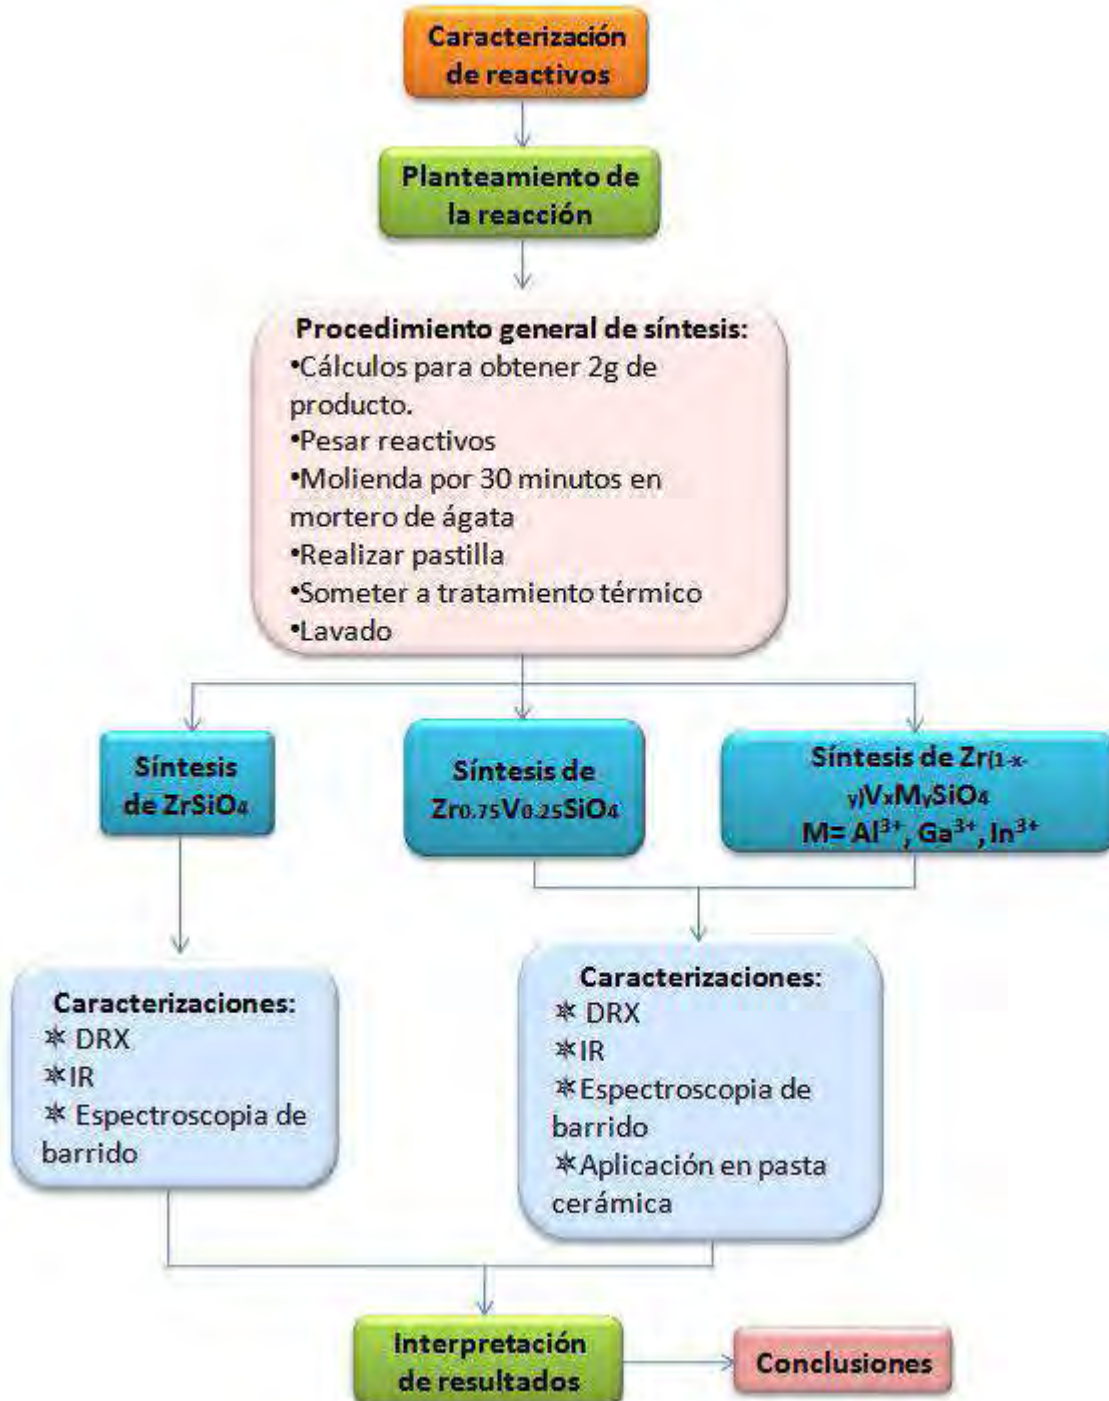 Caracterización
de reactivos
Planteamiento de
la reacción
Procedimiento general de síntesis:
•Cálculos para obtener 2g de
producto.
•Pesar reactivos
•Molienda por 30 minutos en
mortero de ágata
•Realizar pastilla
•Someter a tratamiento térmico
•Lavado
Síntesis
de ZrSiO4
Síntesis de
Zr0.75V0.25SiO4
Síntesis de Zr(1-x-
y)VxMySiO4
M= Al³⁺, Ga³⁺, In³⁺
Caracterizaciones:
✳ DRX
✳IR
✳ Espectroscopia de
barrido
Caracterizaciones:
✳ DRX
✳IR
✳Espectroscopia de
barrido
✳Aplicación en pasta
cerámica
Interpretación
de resultados
Conclusiones